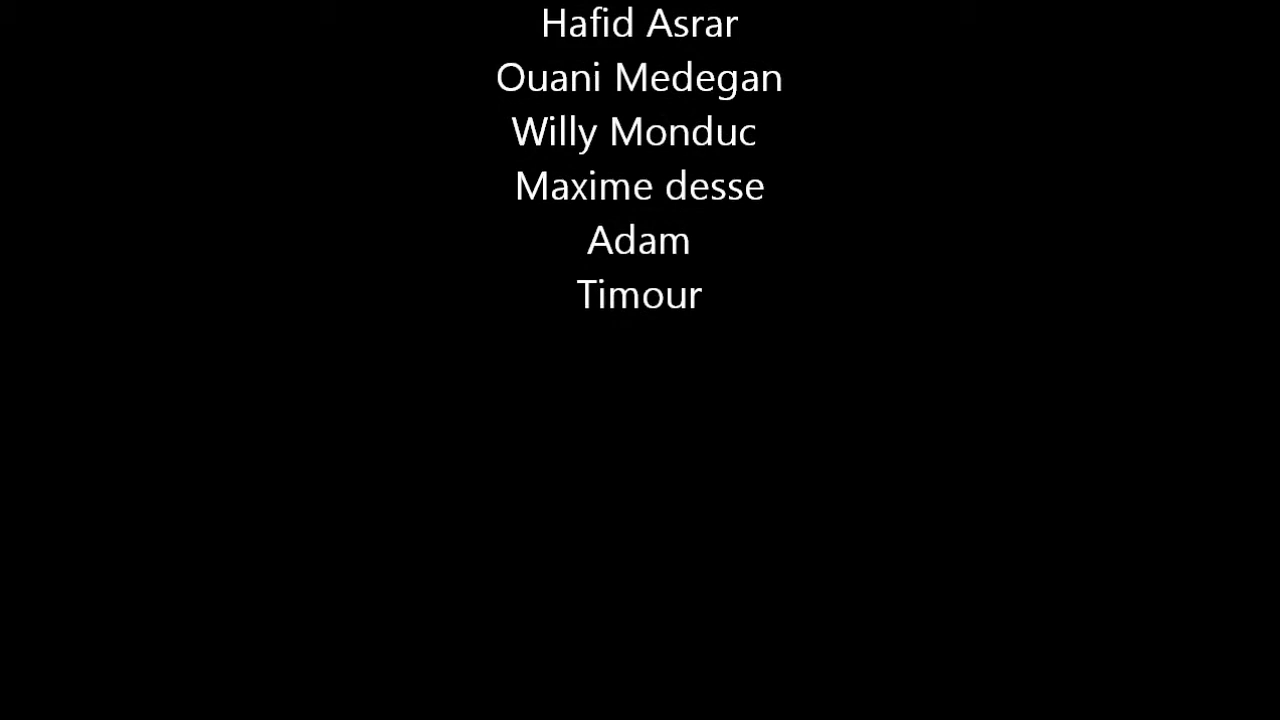 Hafid Asrar
Ouani Medegan
Willy Monduc
Maxime desse
Adam
Timour